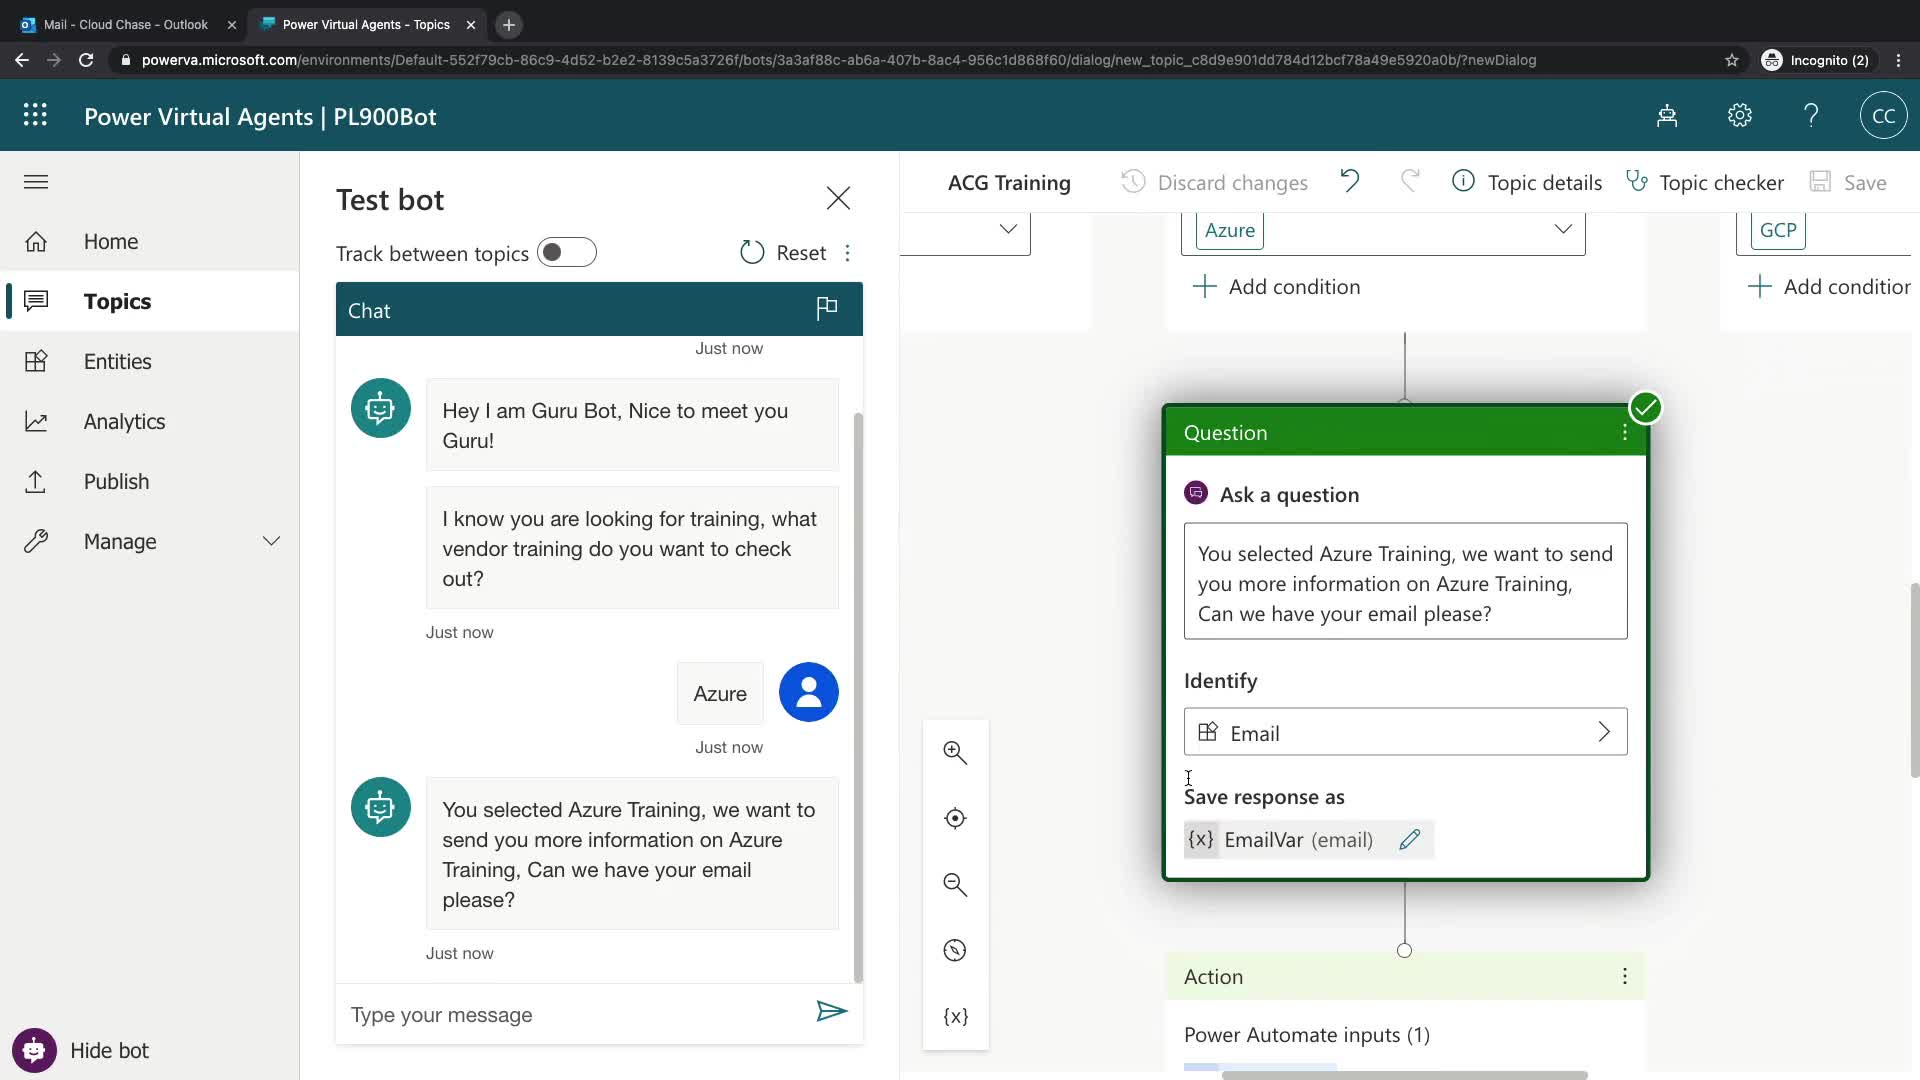 Mail - Cloud Chase - Outlook
Power Virtual Agents - Topics
powerva.microsoft.com/environments/Default-552f79cb-86c9-4d52-b2e2-8139c5a3726f/bots/3a3af88c-ab6a-407b-8ac4-956c1d868f60/dialog/new_topic_c8d9e901dd784d12bcf78a49e5920a0b/?newDialog
Incognito (2)
Power Virtual Agents | PL900Bot
CC
Home
Topics
Entities
Analytics
Publish
Manage
Hide bot
Test bot
Track between topics
Reset
Chat
Just now
Hey I am Guru Bot, Nice to meet you
Guru!
I know you are looking for training, what
vendor training do you want to check
out?
Just now
Azure
Just now
You selected Azure Training, we want to
send you more information on Azure
Training, Can we have your email
please?
Just now
Type your message
ACG Training
Discard changes
Topic details
Topic checker
Save
Azure
GCP
Add condition
Add condition
Question
Ask a question
You selected Azure Training, we want to send
you more information on Azure Training,
Can we have your email please?
Identify
Email
Save response as
{x} EmailVar (email)
{x}
Action
Power Automate inputs (1)